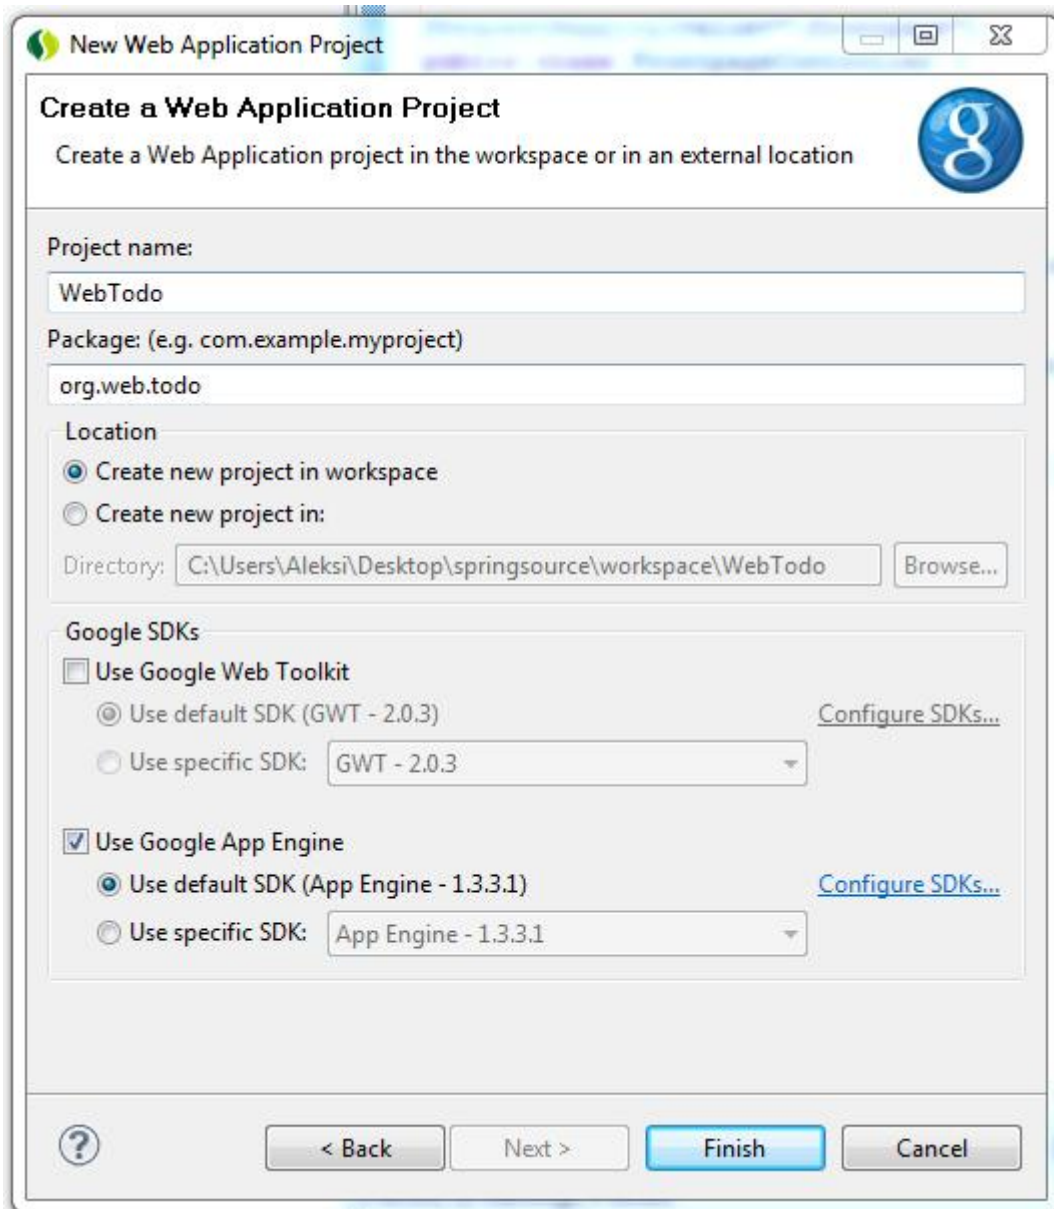 New Web Application Project
Create a Web Application Project
Create a Web Application project in the workspace or in an external location
g
Project name:
WebTodo
Package: (e.g. com.example.myproject)
org.web.todo
Location
Create new project in workspace
Create new project in:
Directory: C:\Users\Aleksi\Desktop\springsource\workspace\WebTodo Browse...
Google SDKs
Use Google Web Toolkit
Use default SDK (GWT - 2.0.3) Configure SDKs...
Use specific SDK: GWT - 2.0.3
Use Google App Engine
Use default SDK (App Engine - 1.3.3.1) Configure SDKs...
Use specific SDK: App Engine - 1.3.3.1
? < Back Next > Finish Cancel